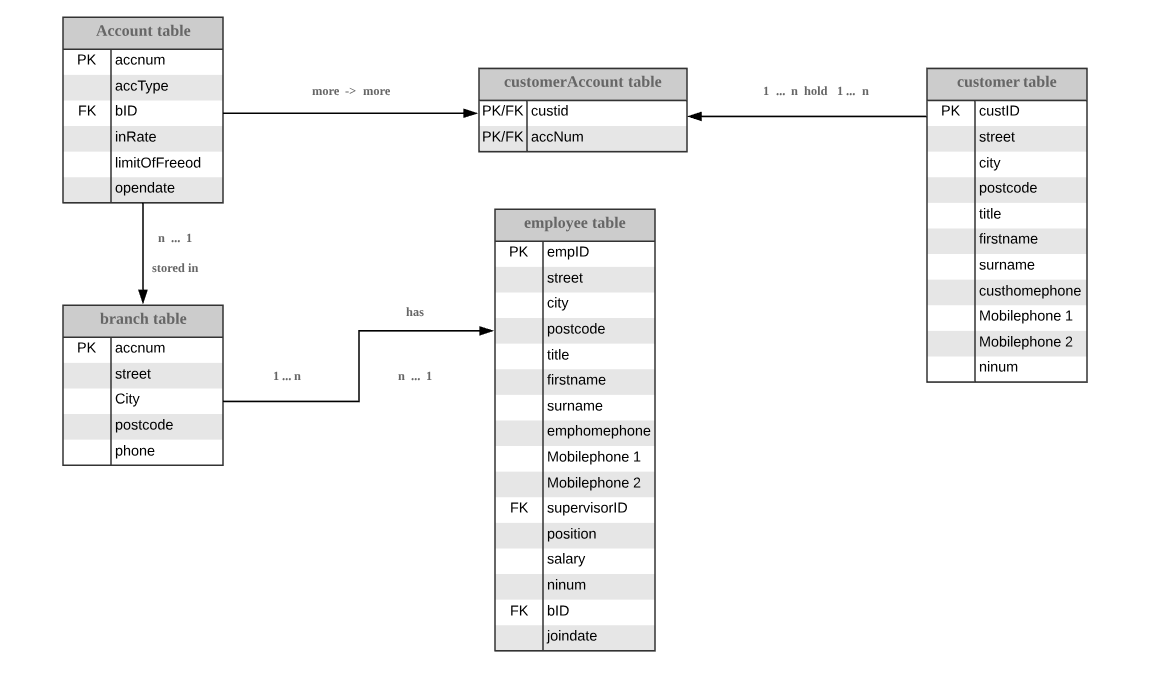 Account table
PK accnum
accType
FK bID
inRate
limitOfFreeod
opendate
more -> more
customerAccount table
PK/FK custid
PK/FK accNum
1 ... n hold 1 ... n
customer table
PK custID
street
city
postcode
title
firstname
surname
custhomephone
Mobilephone 1
Mobilephone 2
ninum
n ... 1
stored in
branch table
PK accnum
street
City
postcode
phone
1 ... n
has
n ... 1
employee table
PK empID
street
city
postcode
title
firstname
surname
emphomephone
Mobilephone 1
Mobilephone 2
FK supervisorID
position
salary
ninum
FK bID
joindate